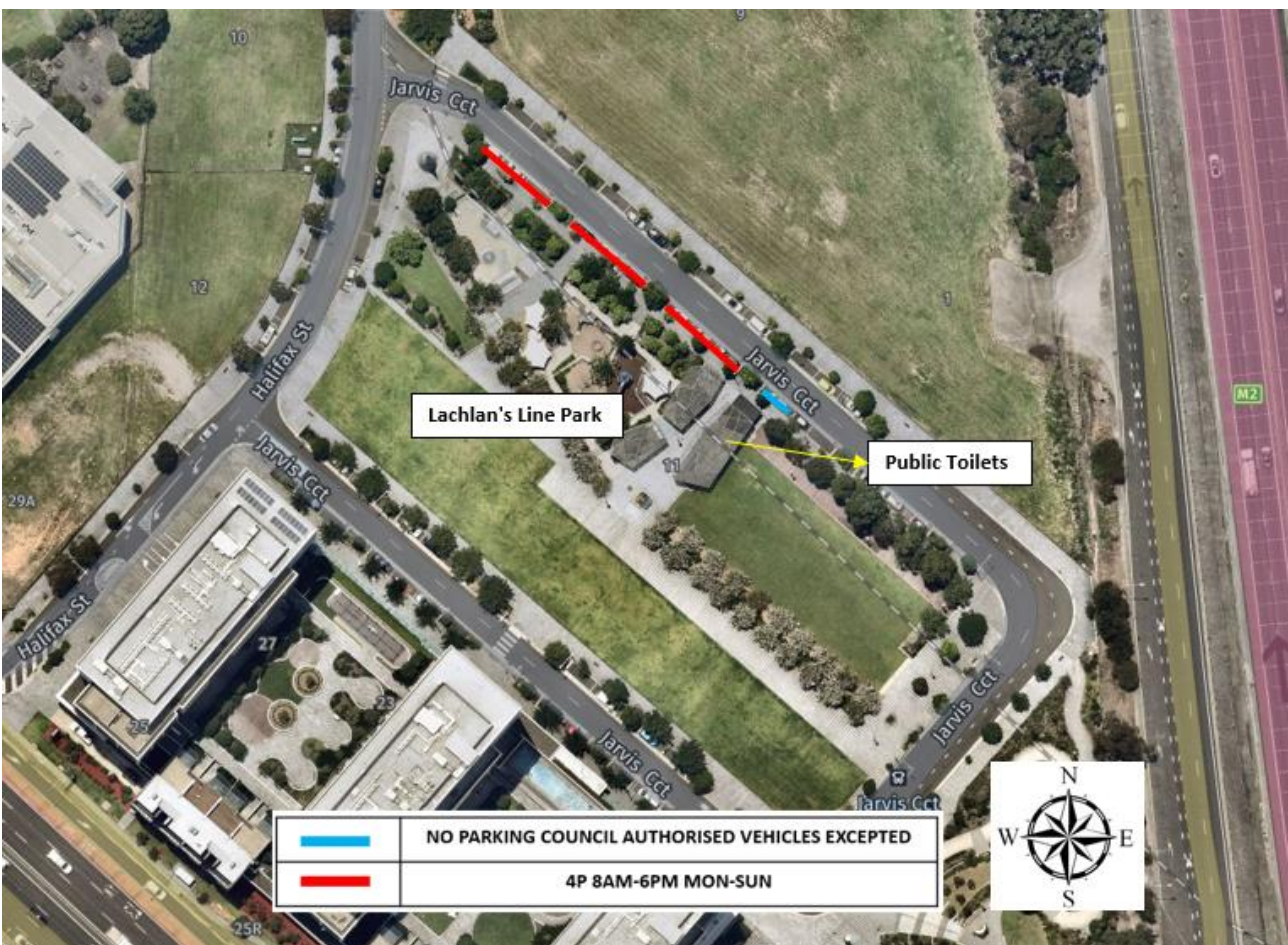 9
10
Jarvis Cct
12
1
Halifax St
M2
Jarvis Cct
Lachlan's Line Park
Public Toilets
11
Jarvis Cct
29A
Halifax St
27
23
25
Jarvis Cct
Jarvis Cct
Jarvis Cct
N
W E
S
NO PARKING COUNCIL AUTHORISED VEHICLES EXCEPTED
4P 8AM-6PM MON-SUN
25R